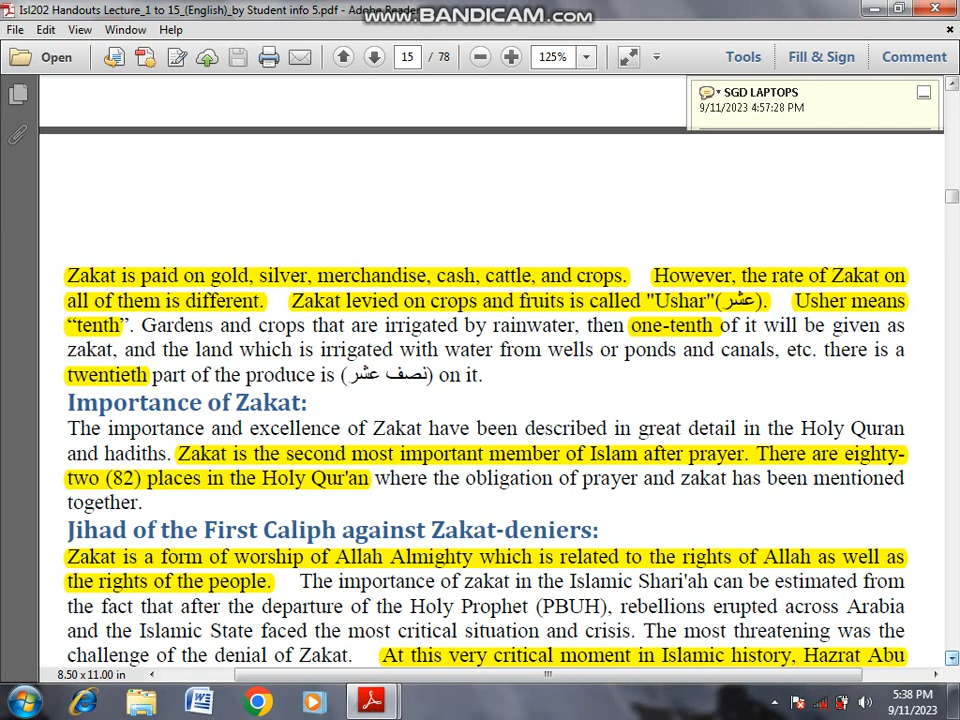 Isl202 Handouts Lecture_1 to 15_(English)_by Student info 5.pdf - Adobe Reader
www.BANDICAM.com
File Edit View Window Help
Open 15 / 78 125% Tools Fill & Sign Comment
SGD LAPTOPS
9/11/2023 4:57:28 PM
Zakat is paid on gold, silver, merchandise, cash, cattle, and crops. However, the rate of Zakat on
all of them is different. Zakat levied on crops and fruits is called "Ushar"(عشر). Usher means
“tenth”. Gardens and crops that are irrigated by rainwater, then one-tenth of it will be given as
zakat, and the land which is irrigated with water from wells or ponds and canals, etc. there is a
twentieth part of the produce is (نصف عشر) on it.
Importance of Zakat:
The importance and excellence of Zakat have been described in great detail in the Holy Quran
and hadiths. Zakat is the second most important member of Islam after prayer. There are eighty-
two (82) places in the Holy Qur'an where the obligation of prayer and zakat has been mentioned
together.
Jihad of the First Caliph against Zakat-deniers:
Zakat is a form of worship of Allah Almighty which is related to the rights of Allah as well as
the rights of the people. The importance of zakat in the Islamic Shari'ah can be estimated from
the fact that after the departure of the Holy Prophet (PBUH), rebellions erupted across Arabia
and the Islamic State faced the most critical situation and crisis. The most threatening was the
challenge of the denial of Zakat. At this very critical moment in Islamic history, Hazrat Abu
8.50 x 11.00 in
5:38 PM
9/11/2023